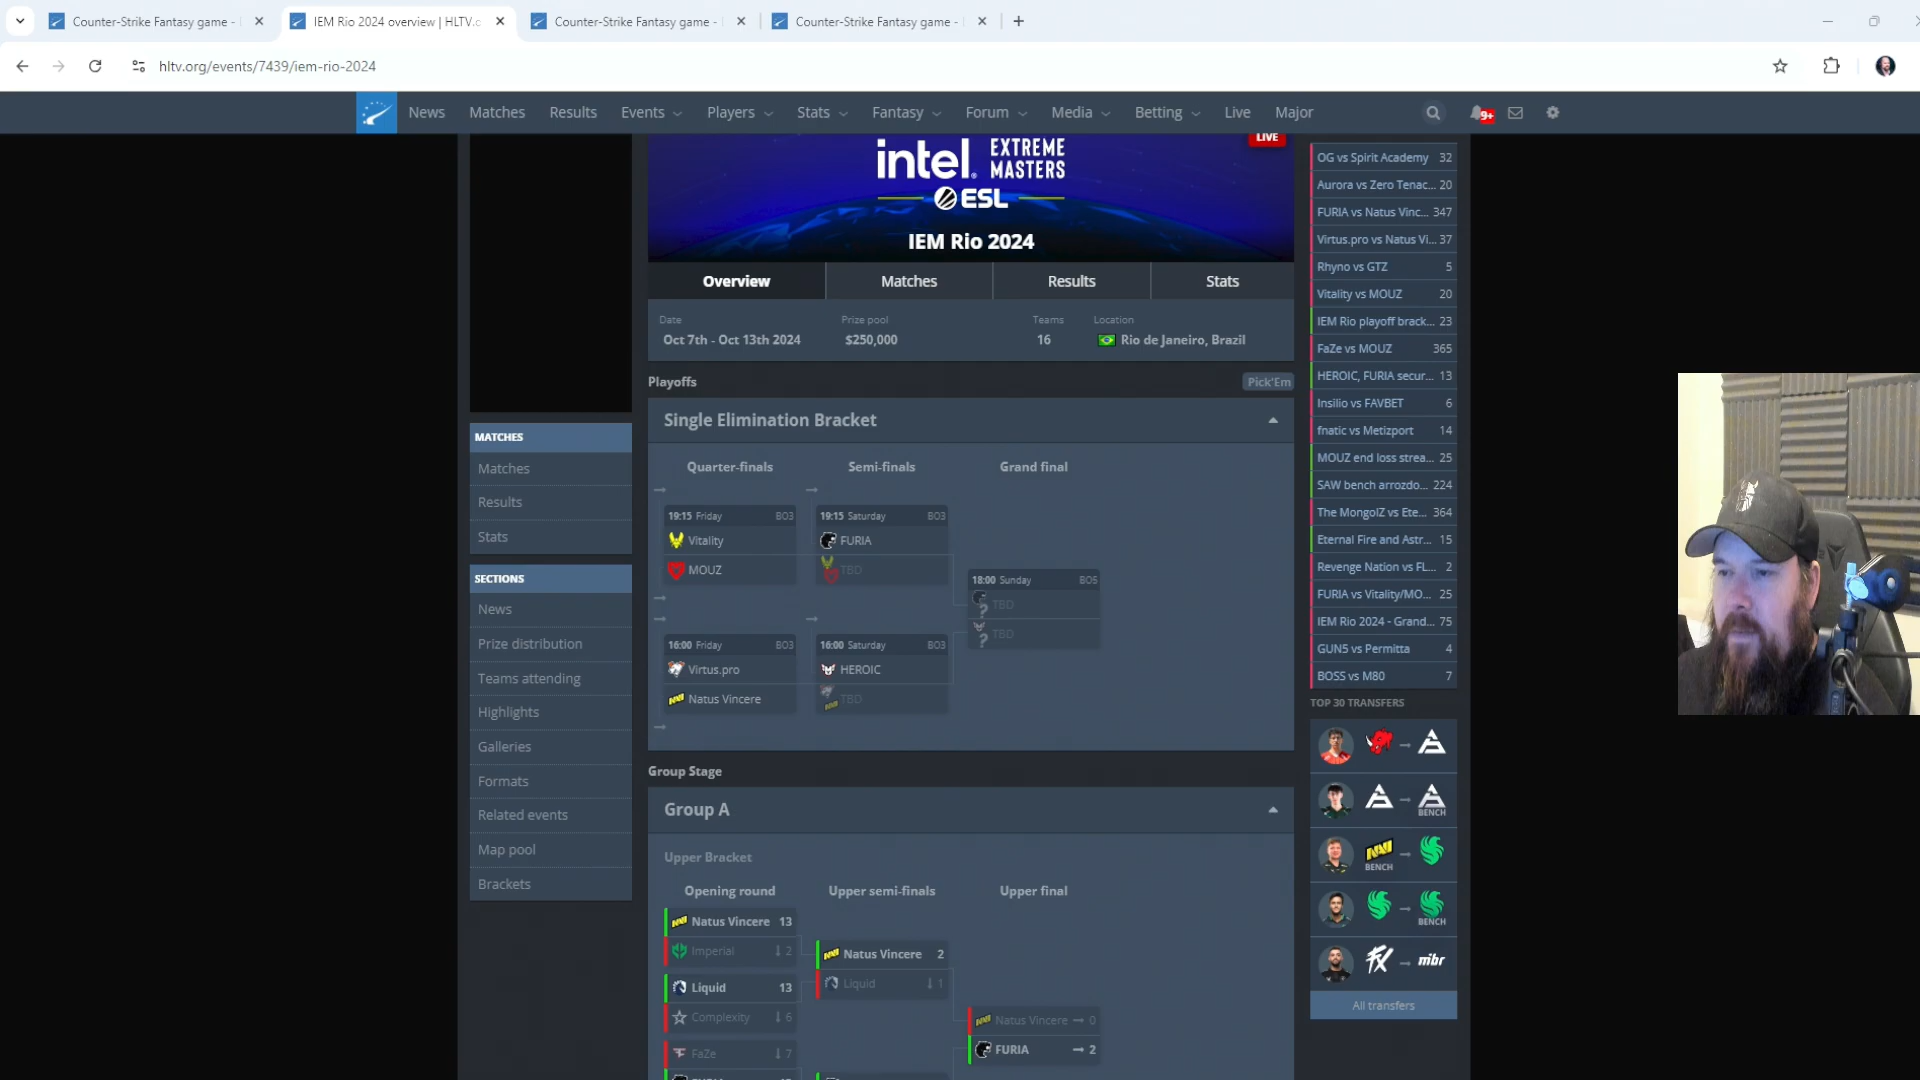 Counter-Strike Fantasy game -
IEM Rio 2024 overview | HLTV.o
Counter-Strike Fantasy game -
Counter-Strike Fantasy game -
hltv.org/events/7439/iem-rio-2024
News
Matches
Results
Events
Players
Stats
Fantasy
Forum
Media
Betting
Live
Major
9+
LIVE
intel. EXTREME MASTERS
ESL
IEM Rio 2024
Overview
Matches
Results
Stats
Date
Oct 7th - Oct 13th 2024
Prize pool
$250,000
Teams
16
Location
Rio de Janeiro, Brazil
Playoffs
Pick'Em
Single Elimination Bracket
Quarter-finals
Semi-finals
Grand final
19:15 Friday BO3
Vitality
MOUZ
19:15 Saturday BO3
FURIA
TBD
18:00 Sunday BO5
TBD
TBD
16:00 Friday BO3
Virtus.pro
Natus Vincere
16:00 Saturday BO3
HEROIC
TBD
Group Stage
Group A
Upper Bracket
Opening round
Upper semi-finals
Upper final
Natus Vincere 13
Imperial 2
Liquid 13
Complexity 6
FaZe 7
Natus Vincere 2
Liquid 1
Natus Vincere 0
FURIA 2
MATCHES
Matches
Results
Stats
SECTIONS
News
Prize distribution
Teams attending
Highlights
Galleries
Formats
Related events
Map pool
Brackets
OG vs Spirit Academy 32
Aurora vs Zero Tenac... 20
FURIA vs Natus Vinc... 347
Virtus.pro vs Natus Vi... 37
Rhyno vs GTZ 5
Vitality vs MOUZ 20
IEM Rio playoff brack... 23
FaZe vs MOUZ 365
HEROIC, FURIA secur... 13
Insilio vs FAVBET 6
fnatic vs Metizport 14
MOUZ end loss strea... 25
SAW bench arrozdo... 224
The MongolZ vs Ete... 364
Eternal Fire and Astr... 15
Revenge Nation vs FL... 2
FURIA vs Vitality/MO... 25
IEM Rio 2024 - Grand... 75
GUN5 vs Permitta 4
BOSS vs M80 7
TOP 30 TRANSFERS
BENCH
BENCH
BENCH
mibr
All transfers